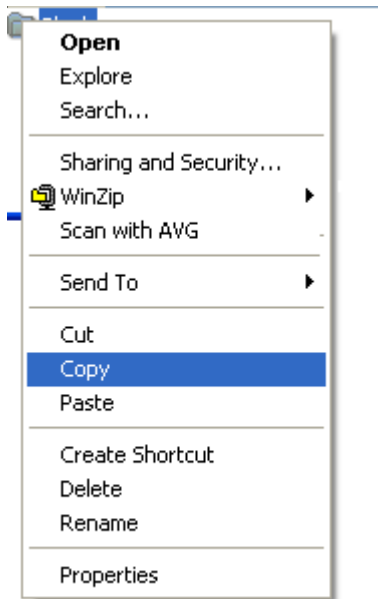 Open
Explore
Search...
Sharing and Security...
WinZip
Scan with AVG
Send To
Cut
Copy
Paste
Create Shortcut
Delete
Rename
Properties